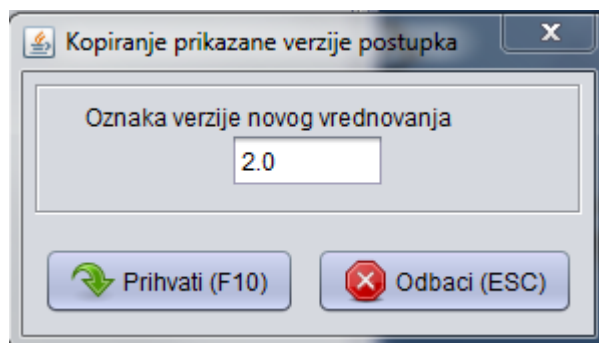 Kopiranje prikazane verzije postupka
Oznaka verzije novog vrednovanja
2.0
Prihvati (F10)
Odbaci (ESC)